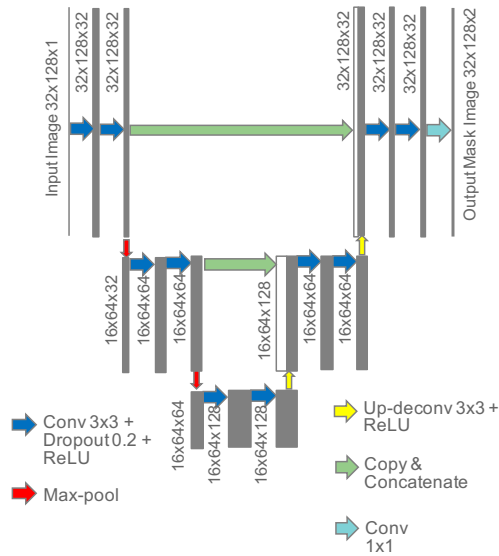 Input Image 32x128x1
32x128x32
32x128x32
32x128x32
32x128x32
32x128x32
Output Mask Image 32x128x2
16x64x32
16x64x64
16x64x64
16x64x128
16x64x64
16x64x64
16x64x64
16x64x128
16x64x128
Conv 3x3 +
Dropout 0.2 +
ReLU
Max-pool
Up-deconv 3x3 +
ReLU
Copy &
Concatenate
Conv
1x1